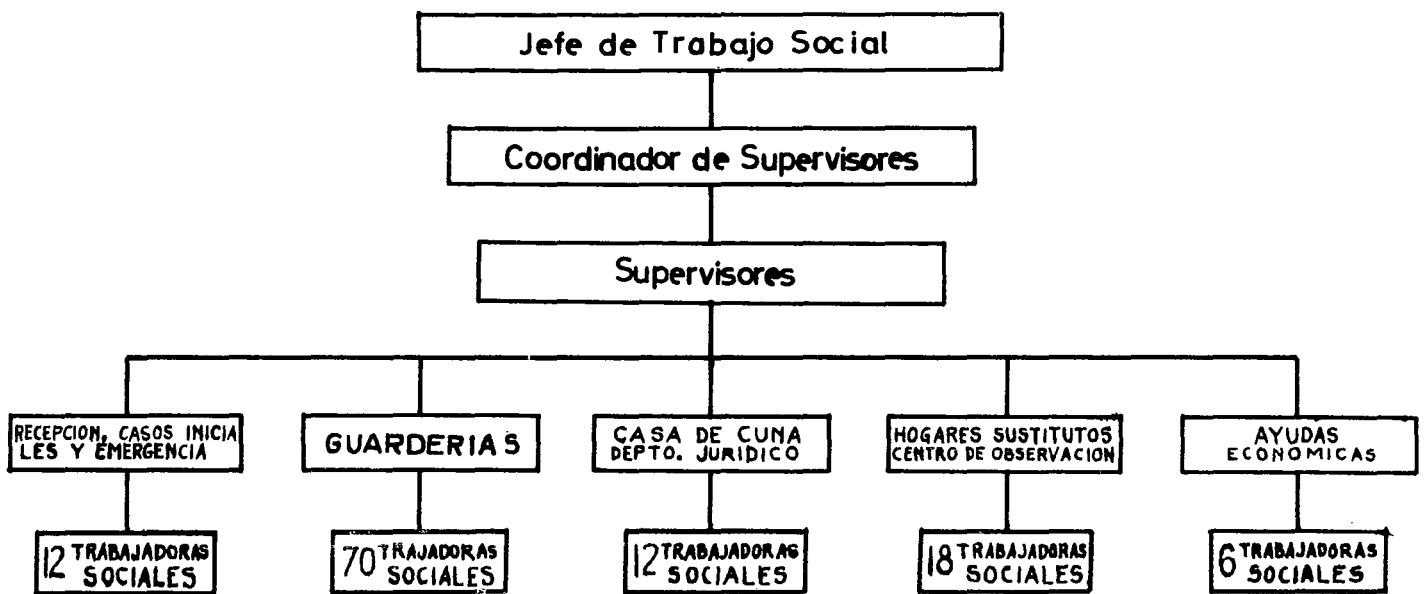 Jefe de Trabajo Social
Coordinador de Supervisores
Supervisores
RECEPCION, CASOS INICIA
LES Y EMERGENCIA
GUARDERIAS
CASA DE CUNA
DEPTO. JURIDICO
HOGARES SUSTITUTOS
CENTRO DE OBSERVACION
AYUDAS
ECONOMICAS
12 TRABAJADORAS
SOCIALES
70 TRAJADORAS
SOCIALES
12 TRABAJADORAS
SOCIALES
18 TRABAJADORAS
SOCIALES
6 TRABAJADORAS
SOCIALES